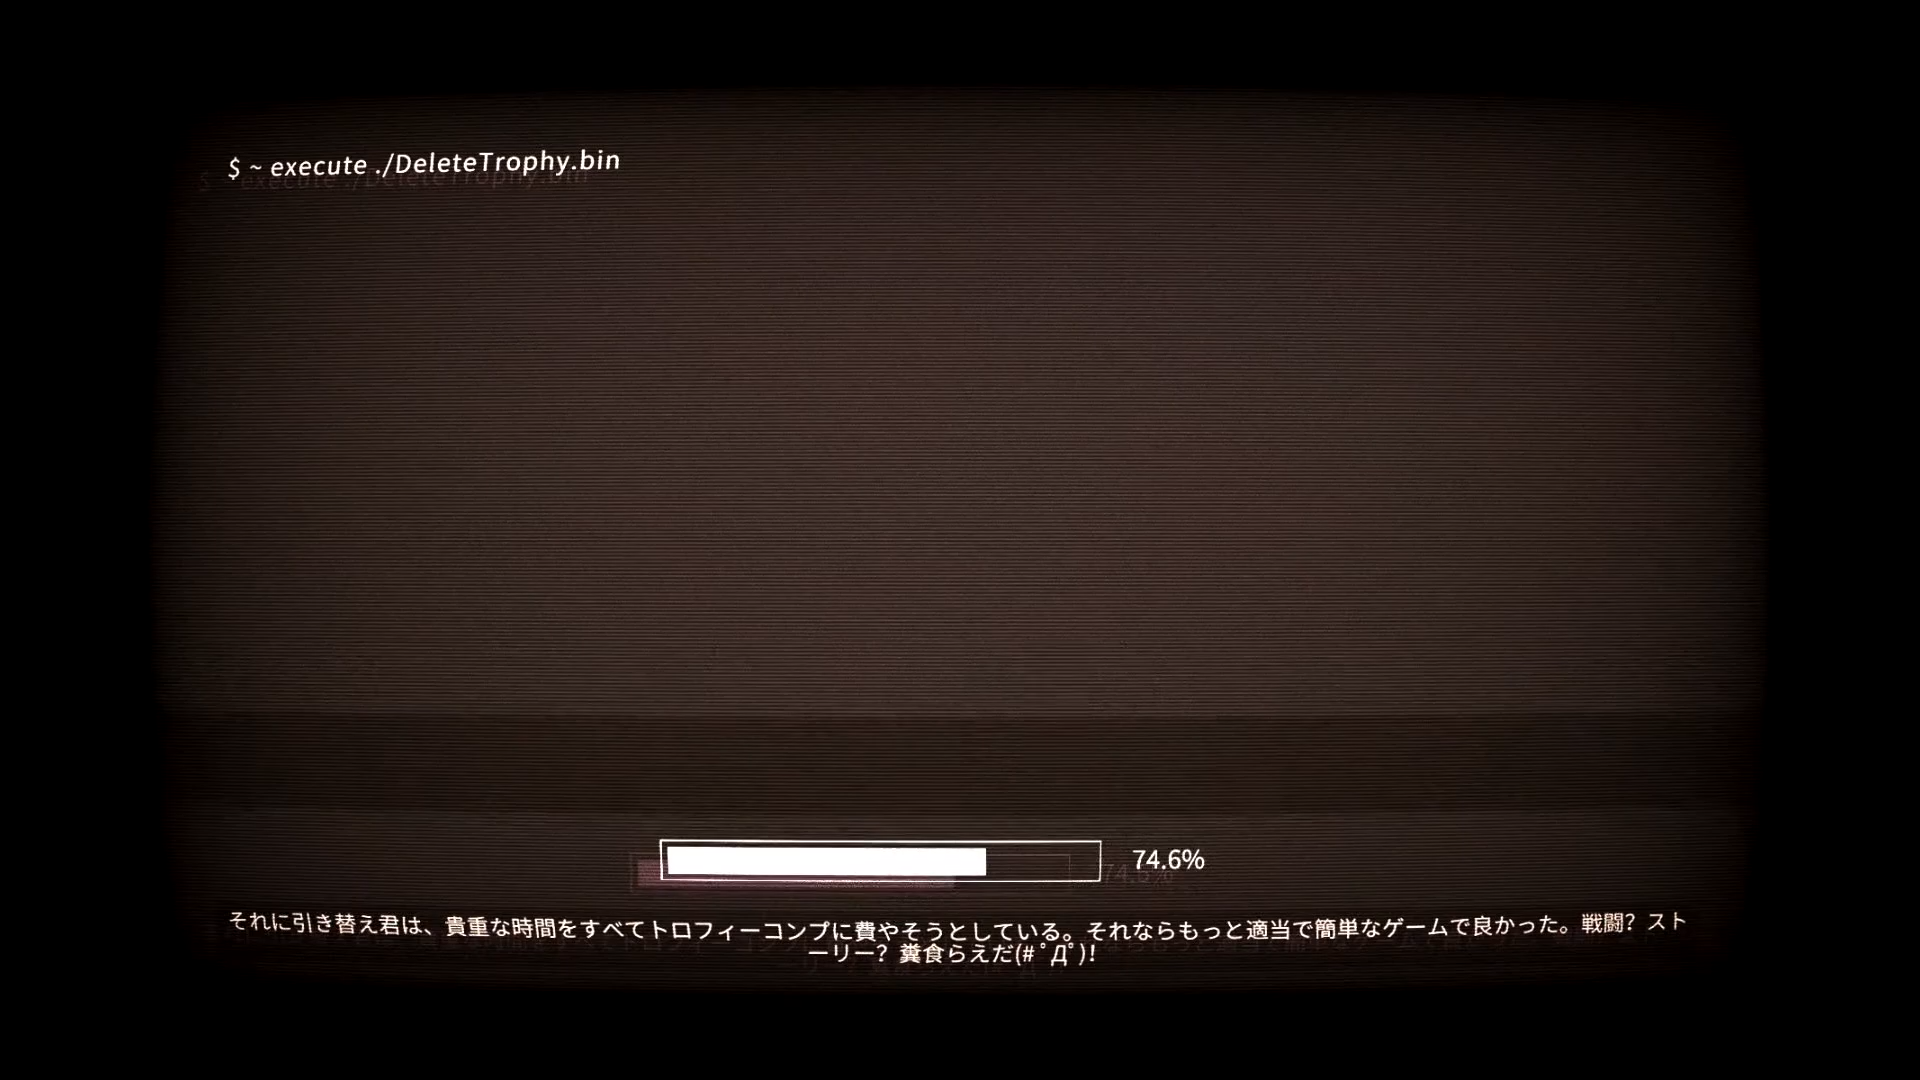 $ ~ execute ./DeleteTrophy.bin
74.6%
それに引き替え君は、貴重な時間をすべてトロフィーコンプに費やそうとしている。それならもっと適当で簡単なゲームで良かった。戦闘？スト
ーリー？糞食らえだ(#ﾟДﾟ)!